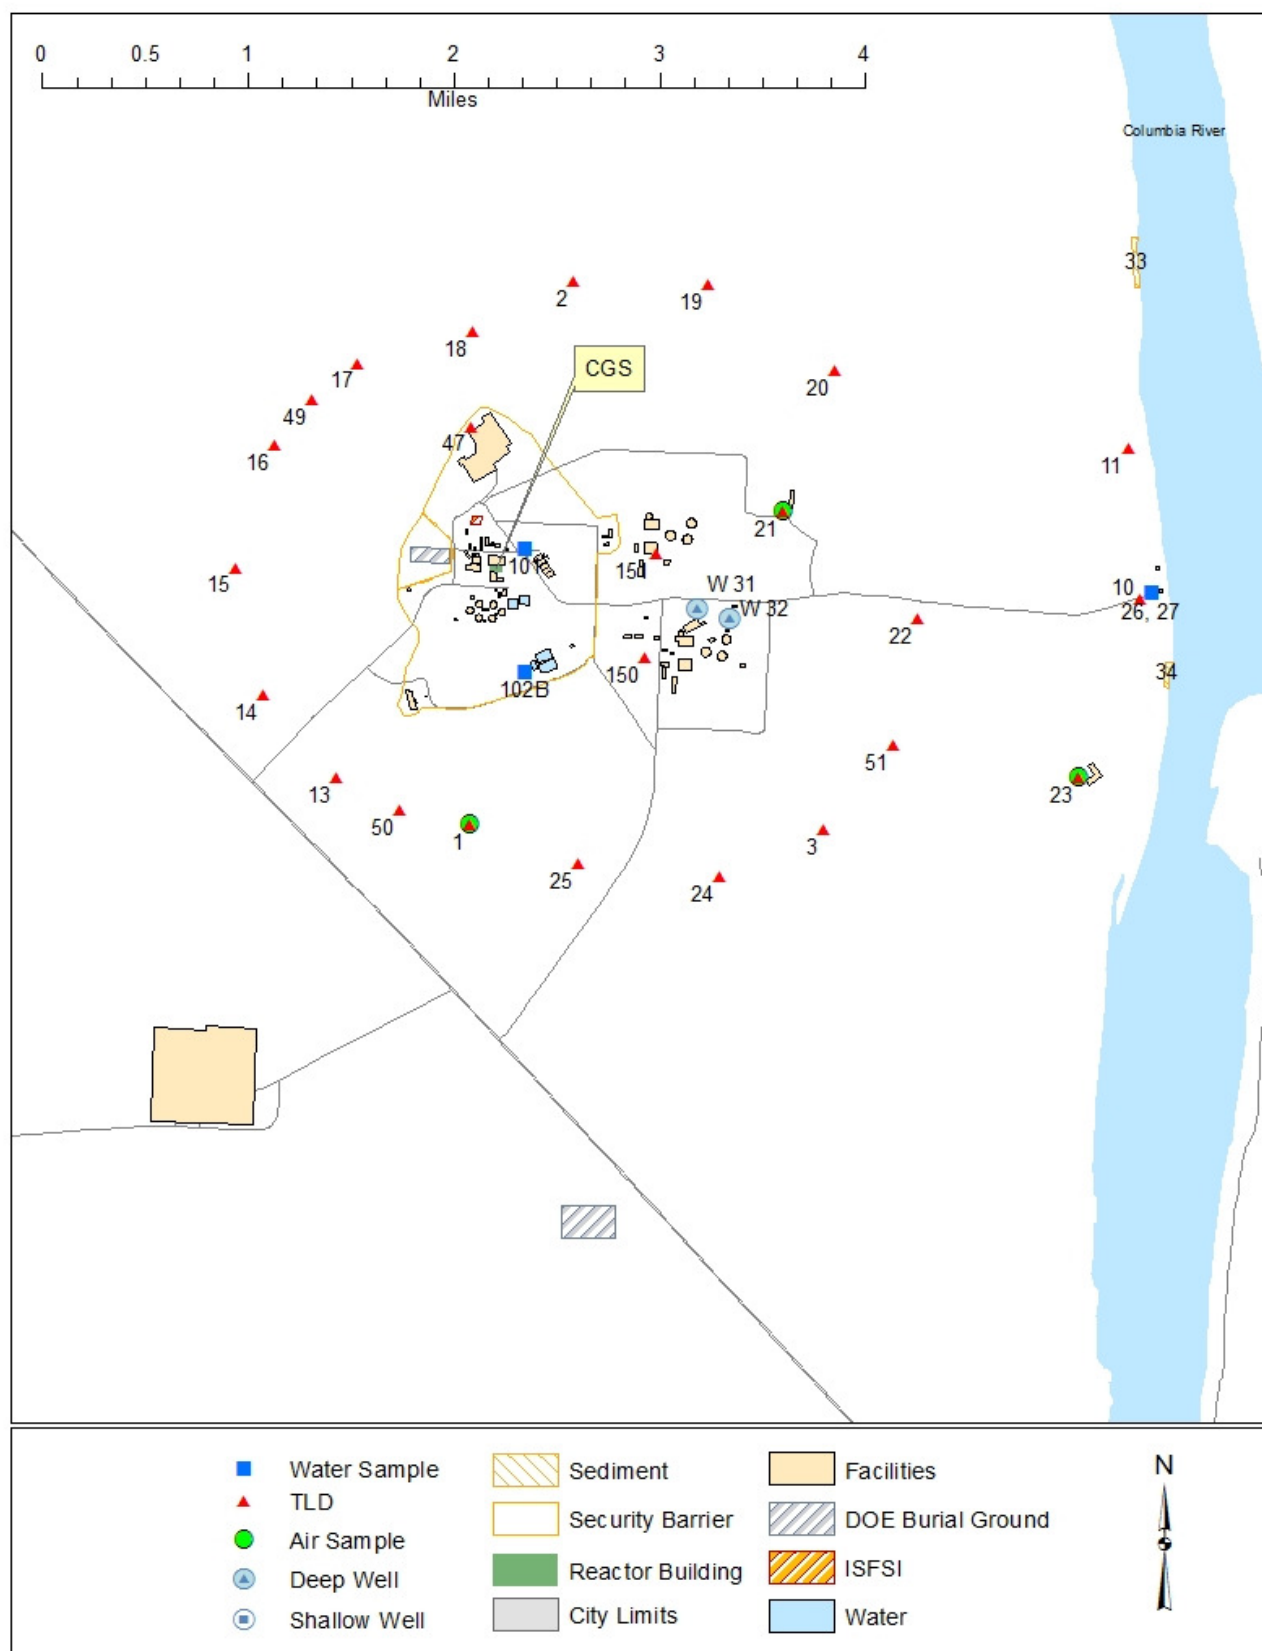 0 0.5 1 2 3 4
Miles
Columbia River
33
2
19
18
CGS
17
20
49
47
16
11
21
101
151
15
W 31
10
W 32
26, 27
22
150
34
102B
14
51
13
23
50
1
3
25
24
Water Sample
TLD
Air Sample
Deep Well
Shallow Well
Sediment
Security Barrier
Reactor Building
City Limits
Facilities
DOE Burial Ground
ISFSI
Water
N